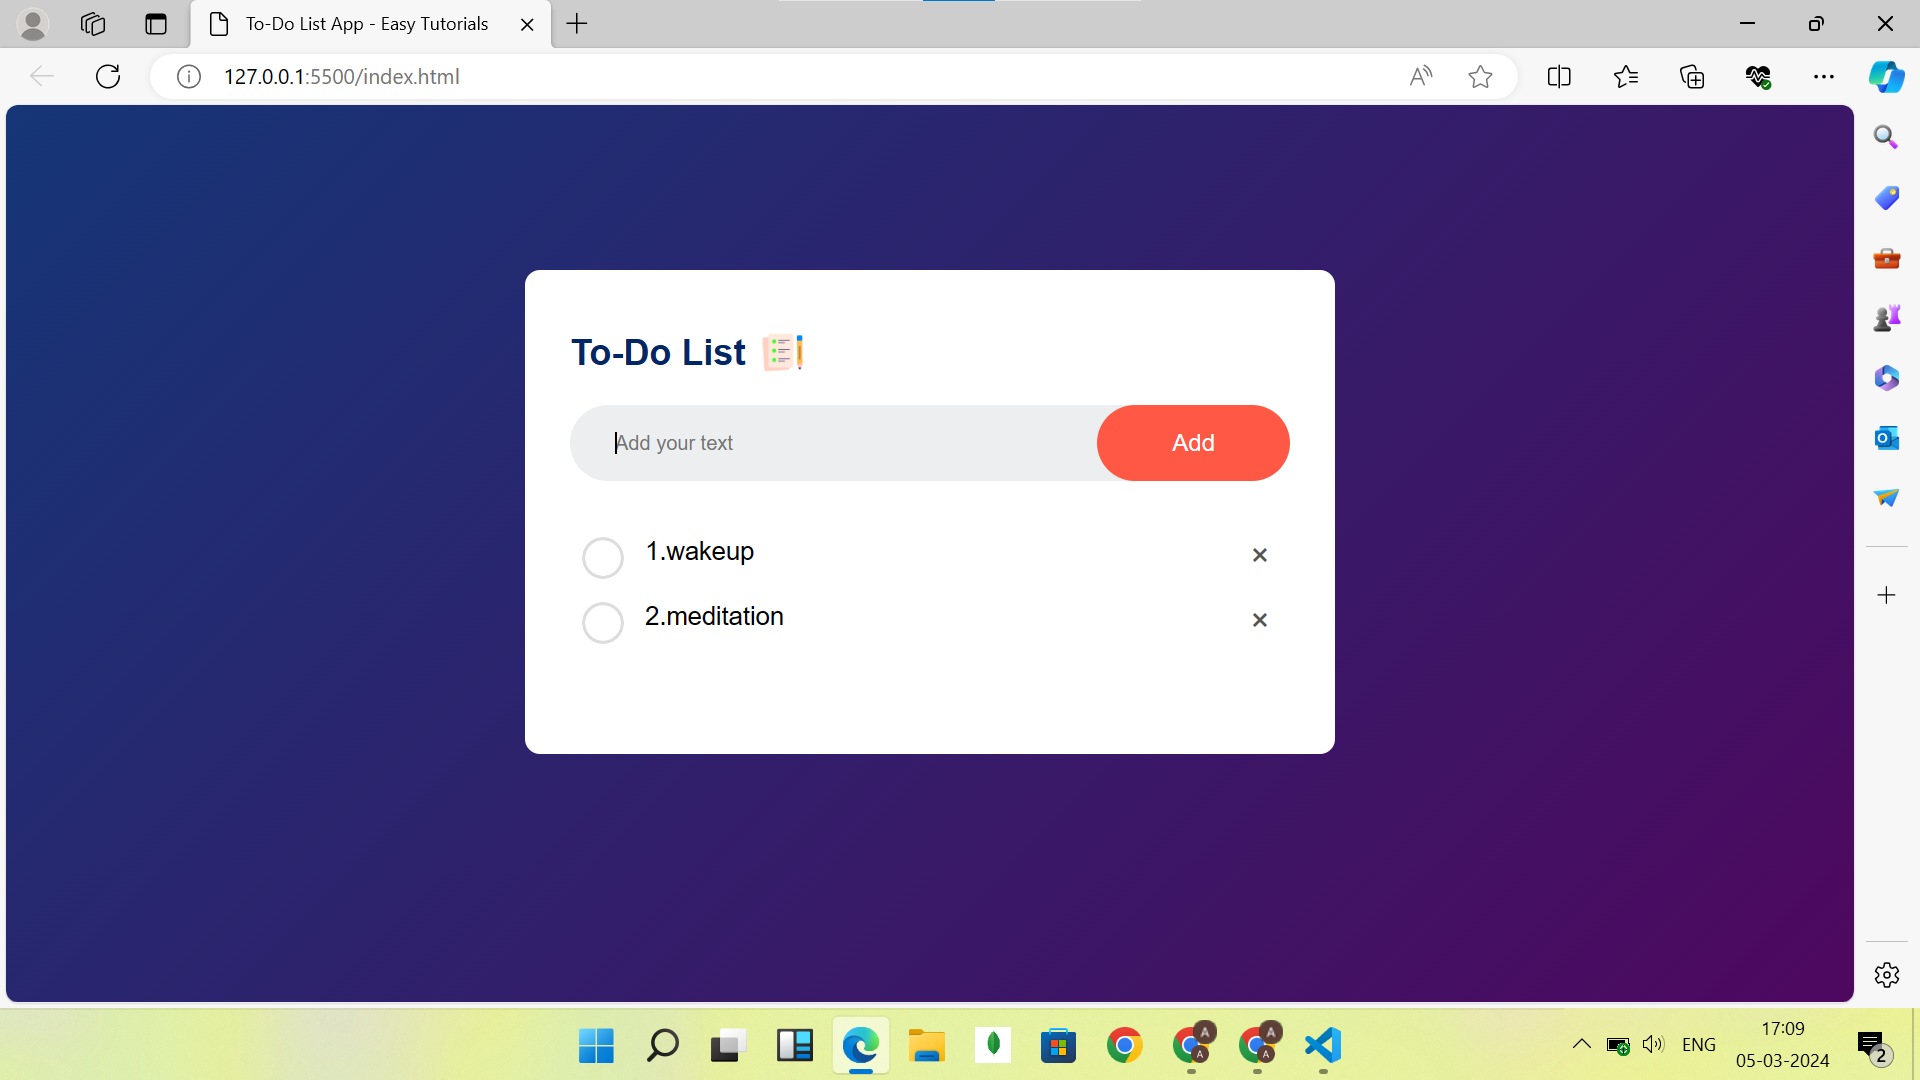 To-Do List App - Easy Tutorials
127.0.0.1:5500/index.html
To-Do List
Add your text
Add
1.wakeup
2.meditation
ENG
17:09
05-03-2024
2
A
A
A
A